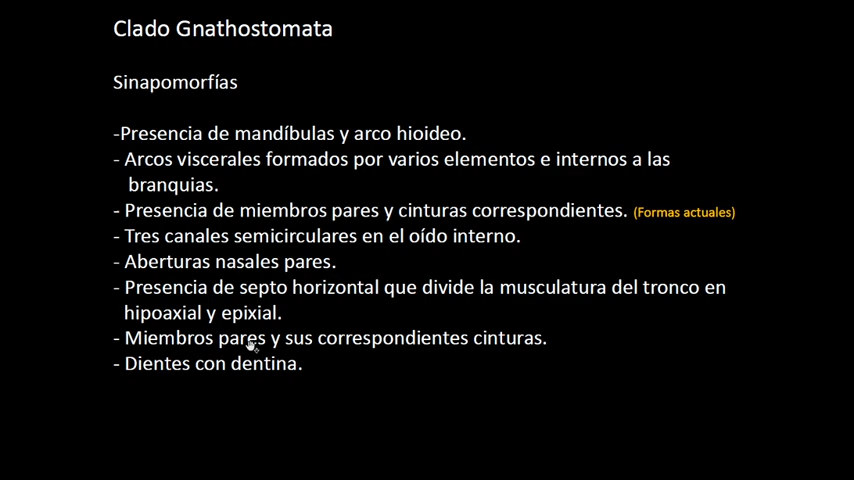 Clado Gnathostomata
Sinapomorfías
-Presencia de mandíbulas y arco hioideo.
- Arcos viscerales formados por varios elementos e internos a las
branquias.
- Presencia de miembros pares y cinturas correspondientes. (Formas actuales)
- Tres canales semicirculares en el oído interno.
- Aberturas nasales pares.
- Presencia de septo horizontal que divide la musculatura del tronco en
hipoaxial y epixial.
- Miembros pares y sus correspondientes cinturas.
- Dientes con dentina.